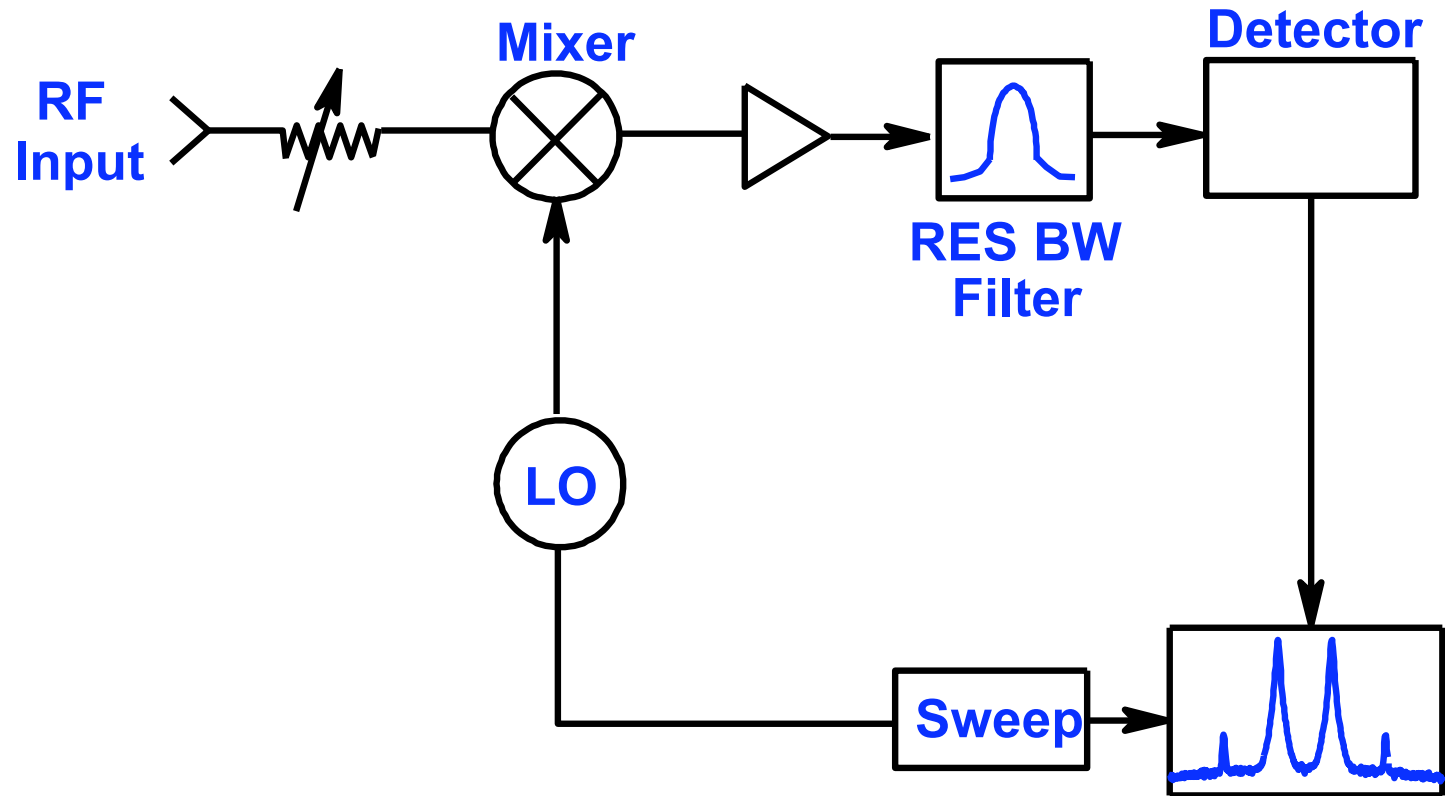 RF
Input
Mixer
RES BW
Filter
Detector
LO
Sweep